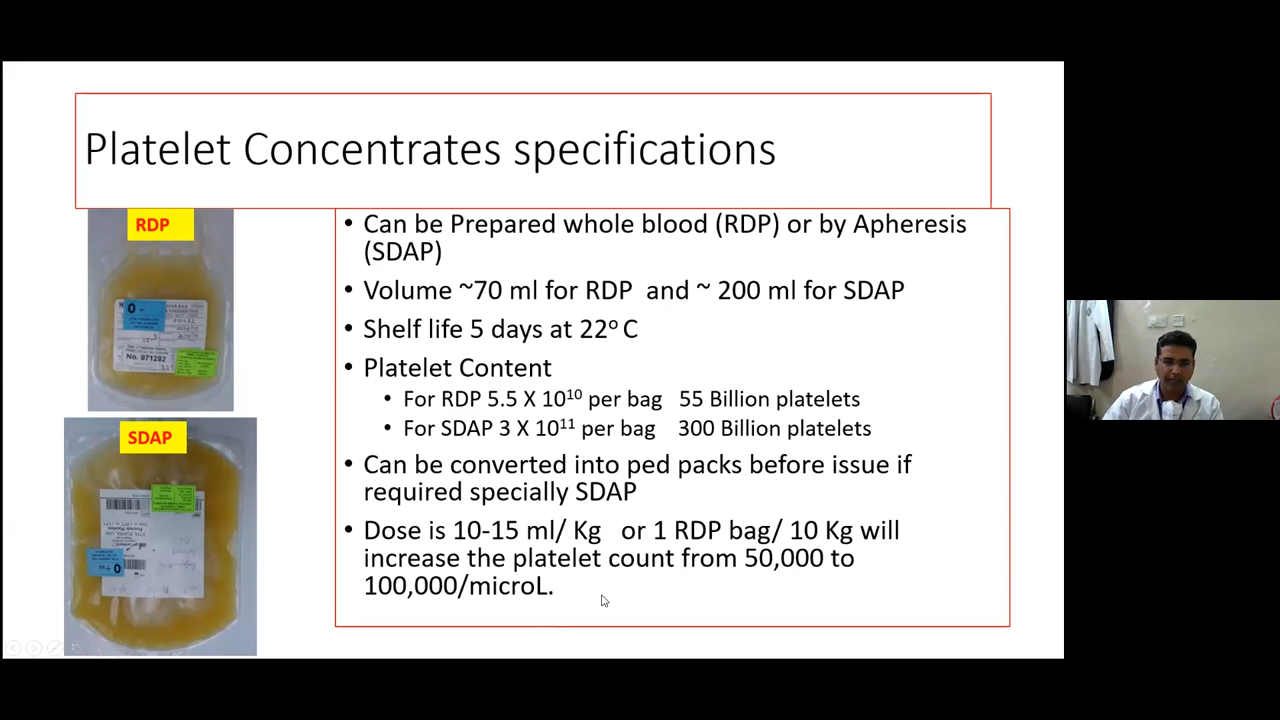 Platelet Concentrates specifications
RDP
O +
No. 971282
SDAP
O +ve
• Can be Prepared whole blood (RDP) or by Apheresis
(SDAP)
• Volume ~70 ml for RDP and ~ 200 ml for SDAP
• Shelf life 5 days at 22º C
• Platelet Content
• For RDP 5.5 X 10¹⁰ per bag 55 Billion platelets
• For SDAP 3 X 10¹¹ per bag 300 Billion platelets
• Can be converted into ped packs before issue if
required specially SDAP
• Dose is 10-15 ml/ Kg or 1 RDP bag/ 10 Kg will
increase the platelet count from 50,000 to
100,000/microL.